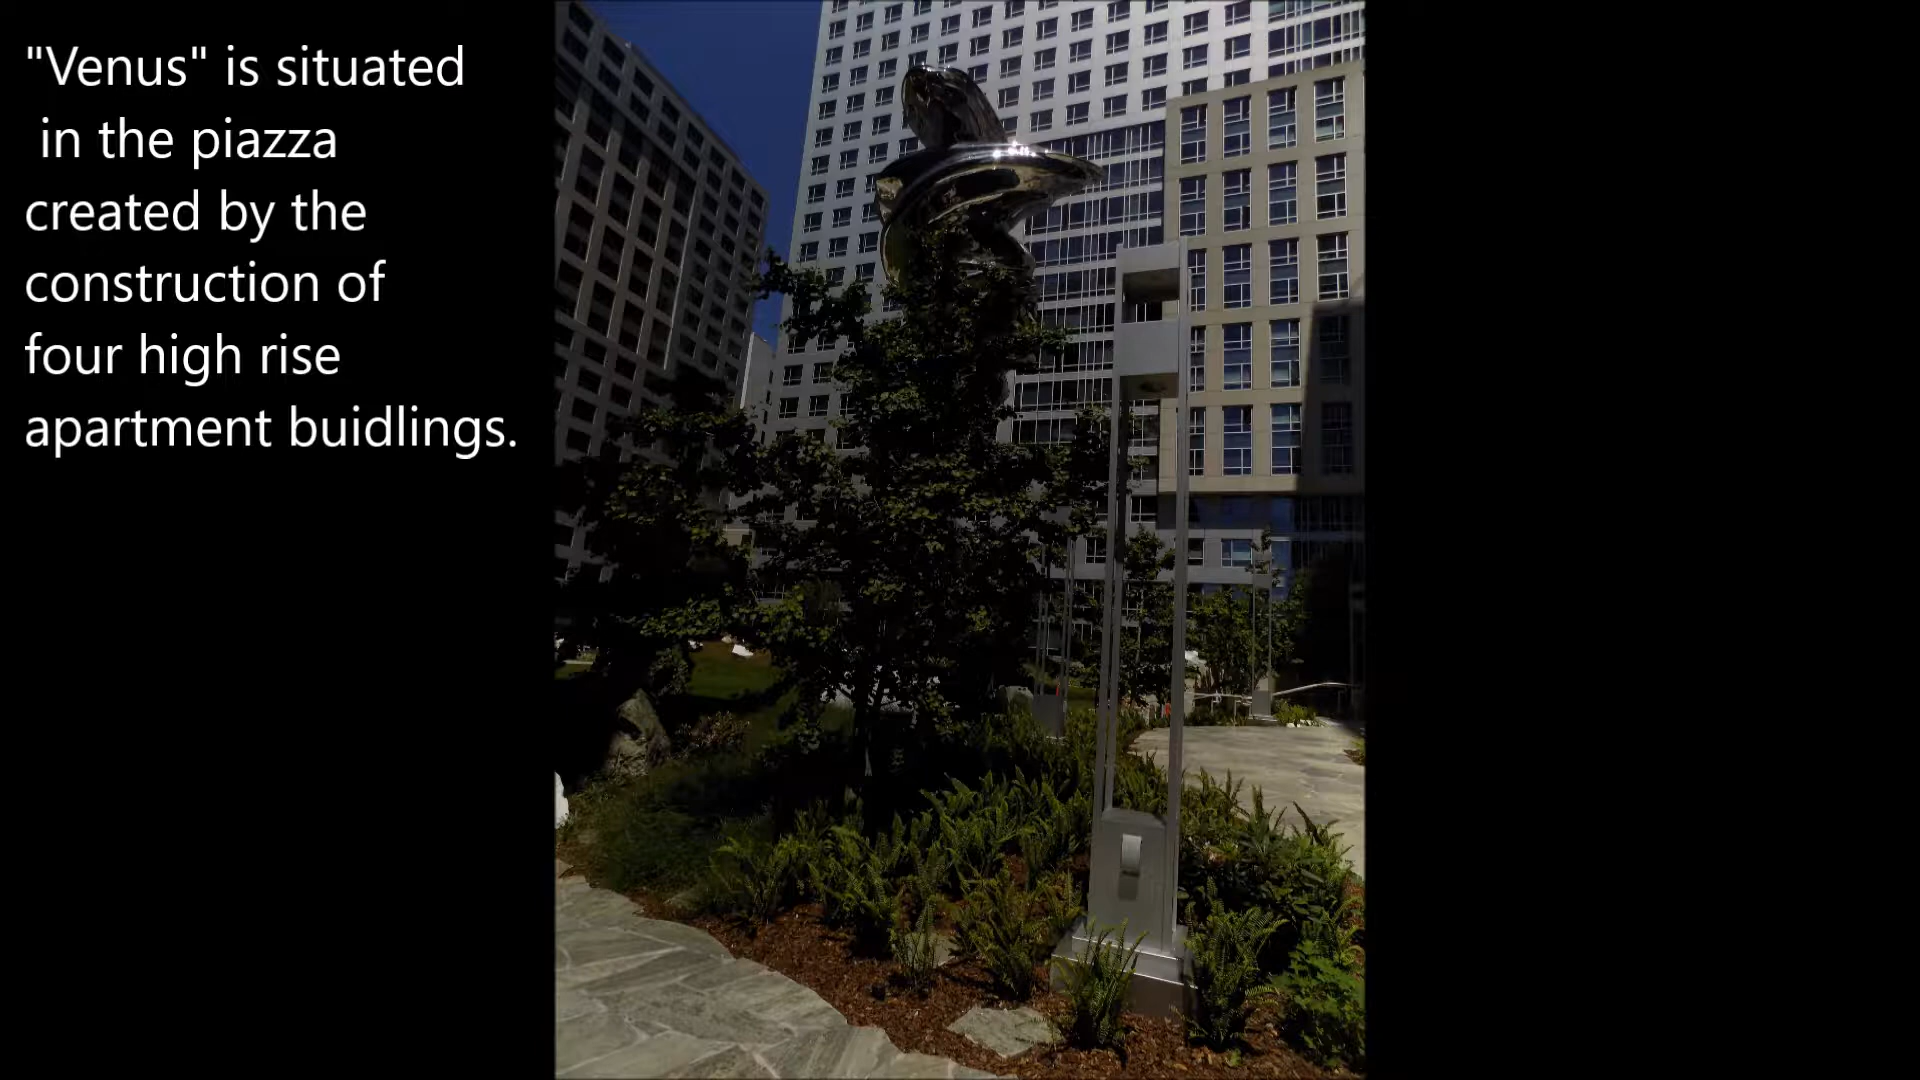 "Venus" is situated
in the piazza
created by the
construction of
four high rise
apartment buidlings.